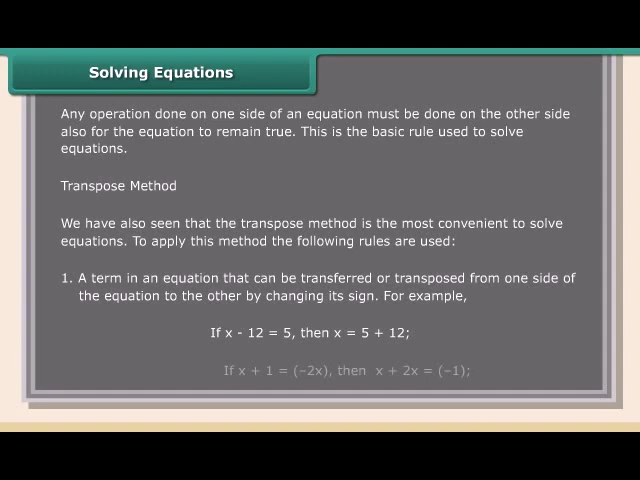 Solving Equations
Any operation done on one side of an equation must be done on the other side
also for the equation to remain true. This is the basic rule used to solve
equations.
Transpose Method
We have also seen that the transpose method is the most convenient to solve
equations. To apply this method the following rules are used:
1. A term in an equation that can be transferred or transposed from one side of
the equation to the other by changing its sign. For example,
If x - 12 = 5, then x = 5 + 12;
If x + 1 = (–2x), then x + 2x = (–1);